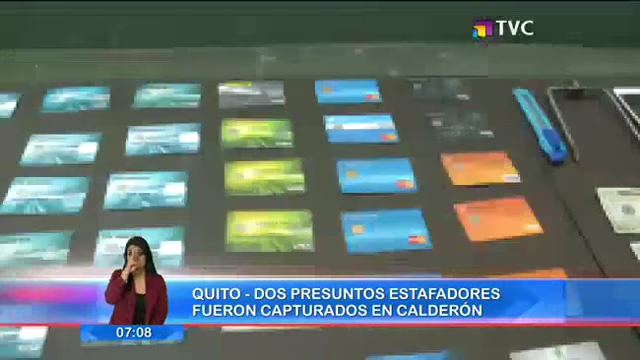 TVC
QUITO - DOS PRESUNTOS ESTAFADORES
FUERON CAPTURADOS EN CALDERÓN
07:08